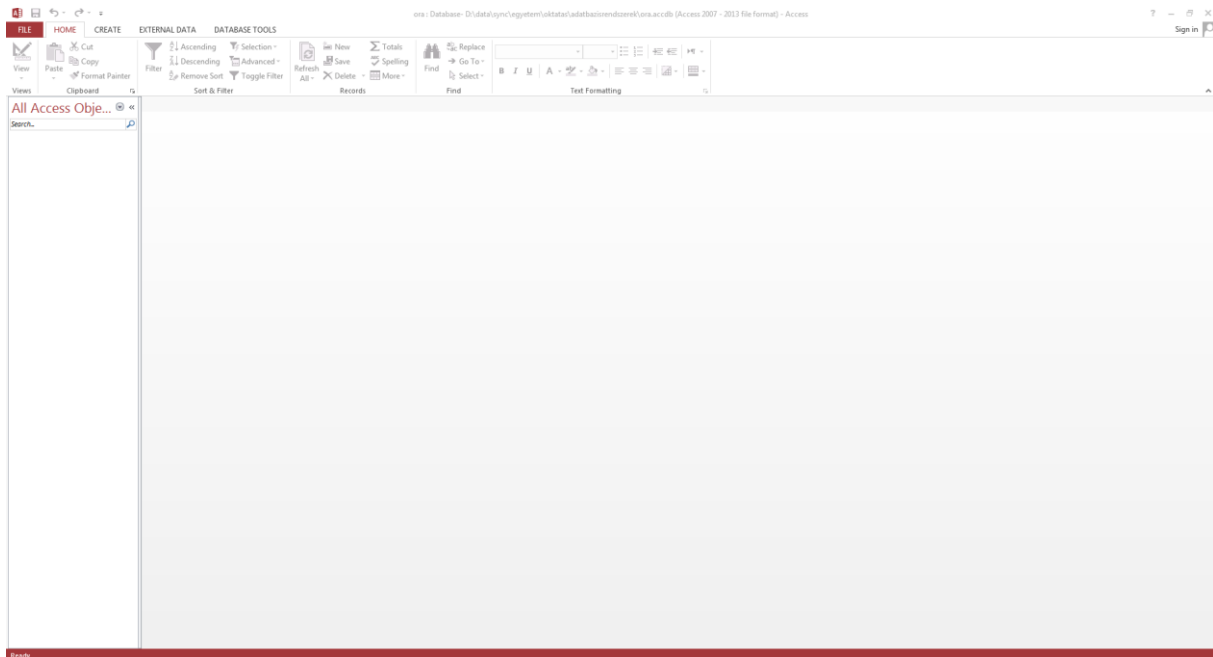 ora : Database- D:\data\sync\egyetem\oktatas\adatbazisrendszerek\ora.accdb (Access 2007 - 2013 file format) - Access
FILE HOME CREATE EXTERNAL DATA DATABASE TOOLS Sign in
View
Views
Paste
Cut
Copy
Format Painter
Clipboard
Filter
Ascending
Descending
Remove Sort
Selection
Advanced
Toggle Filter
Sort & Filter
Refresh
All
New
Save
Delete
Totals
Spelling
More
Records
Find
Replace
Go To
Select
Find
B I U A
Text Formatting
All Access Obje...
Search..
Ready